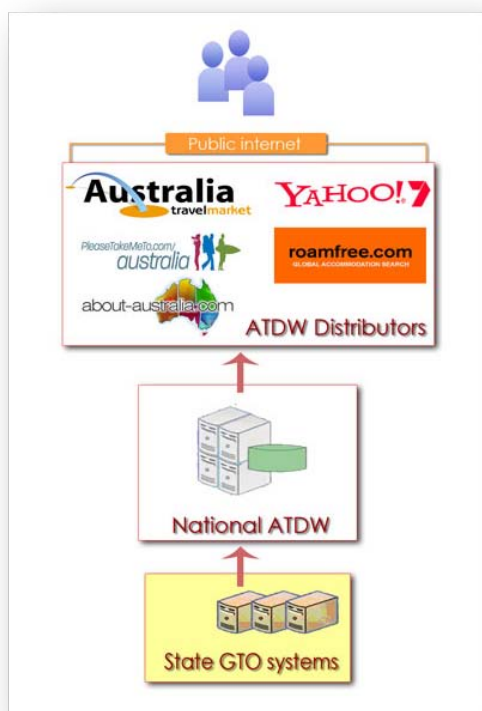 Public internet
Australia
travelmarket
YAHOO!7
PleaseTakeMeTo.com/
australia
roamfree.com
GLOBAL ACCOMMODATION SEARCH
about-australia.com
ATDW Distributors
National ATDW
State GTO systems